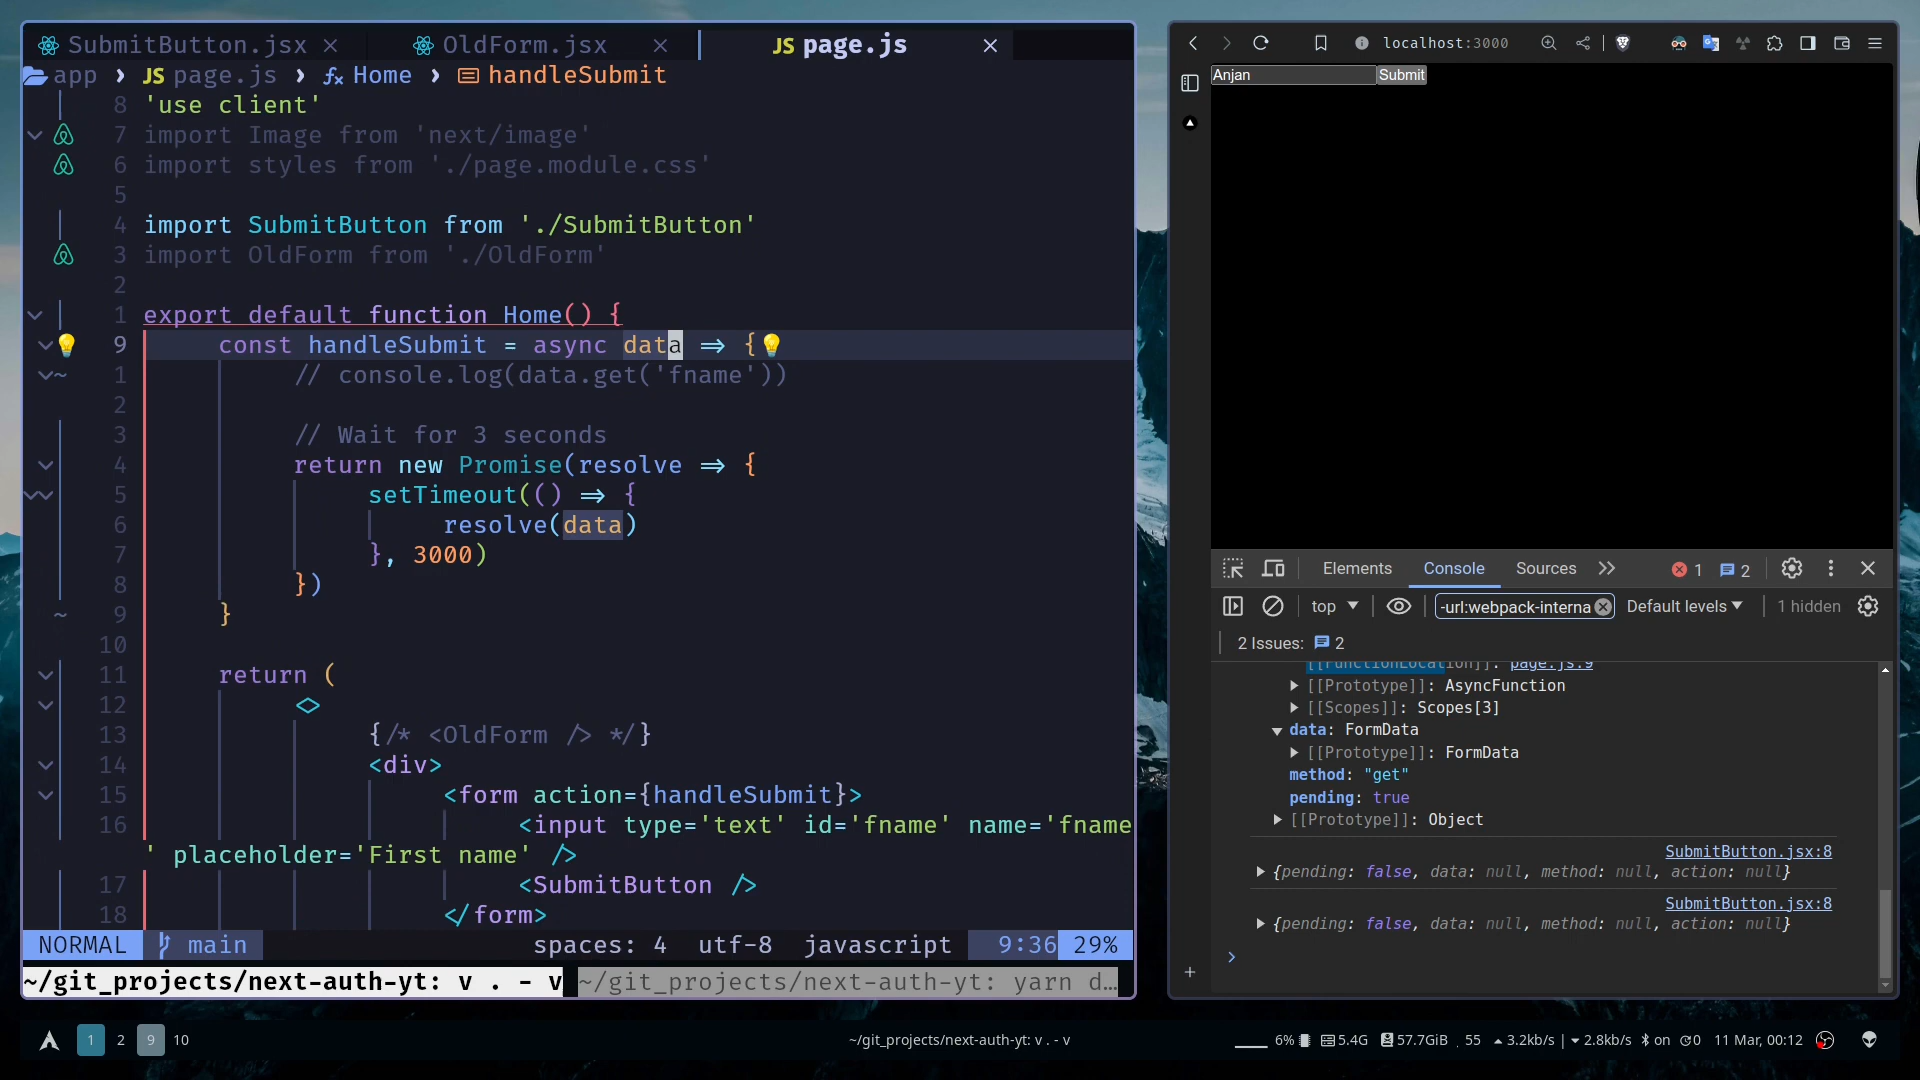 SubmitButton.jsx
OldForm.jsx
JS page.js
app › JS page.js › fx Home › handleSubmit
8 'use client'
7 import Image from 'next/image'
6 import styles from './page.module.css'
5
4 import SubmitButton from './SubmitButton'
3 import OldForm from './OldForm'
2
1 export default function Home() {
9 const handleSubmit = async data => {
1 // console.log(data.get('fname'))
2
3 // Wait for 3 seconds
4 return new Promise(resolve => {
5 setTimeout(() => {
6 resolve(data)
7 }, 3000)
8 })
9 }
10
11 return (
12 <>
13 {/* <OldForm /> */}
14 <div>
15 <form action={handleSubmit}>
16 <input type='text' id='fname' name='fname
' placeholder='First name' />
17 <SubmitButton />
18 </form>
NORMAL main spaces: 4 utf-8 javascript 9:36 29%
~/git_projects/next-auth-yt: v . - v ~/git_projects/next-auth-yt: yarn d…
localhost:3000
Anjan Submit
Elements Console Sources 1 2
top -url:webpack-interna Default levels 1 hidden
2 Issues: 2
[[FunctionLocation]]: page.js:9
[[Prototype]]: AsyncFunction
[[Scopes]]: Scopes[3]
data: FormData
[[Prototype]]: FormData
method: "get"
pending: true
[[Prototype]]: Object
SubmitButton.jsx:8
{pending: false, data: null, method: null, action: null}
SubmitButton.jsx:8
{pending: false, data: null, method: null, action: null}
1 2 9 10
~/git_projects/next-auth-yt: v . - v
6% 5.4G 57.7GiB 55 3.2kb/s | 2.8kb/s on 0 11 Mar, 00:12